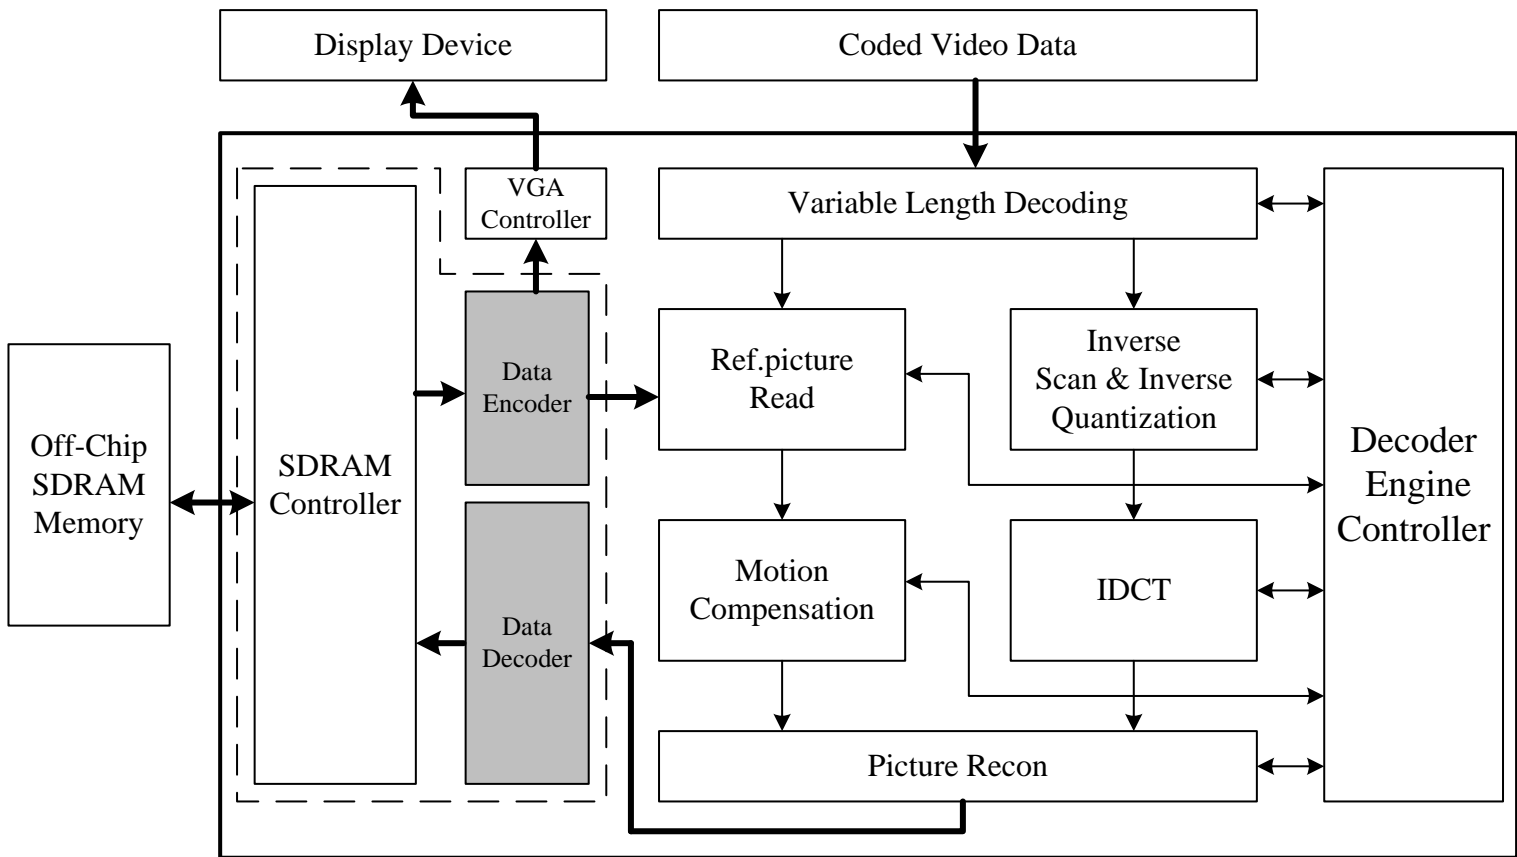 Display Device
Coded Video Data
VGA
Controller
Variable Length Decoding
Data
Encoder
Ref.picture
Read
Inverse
Scan & Inverse
Quantization
Off-Chip
SDRAM
Memory
SDRAM
Controller
Decoder
Engine
Controller
Data
Decoder
Motion
Compensation
IDCT
Picture Recon